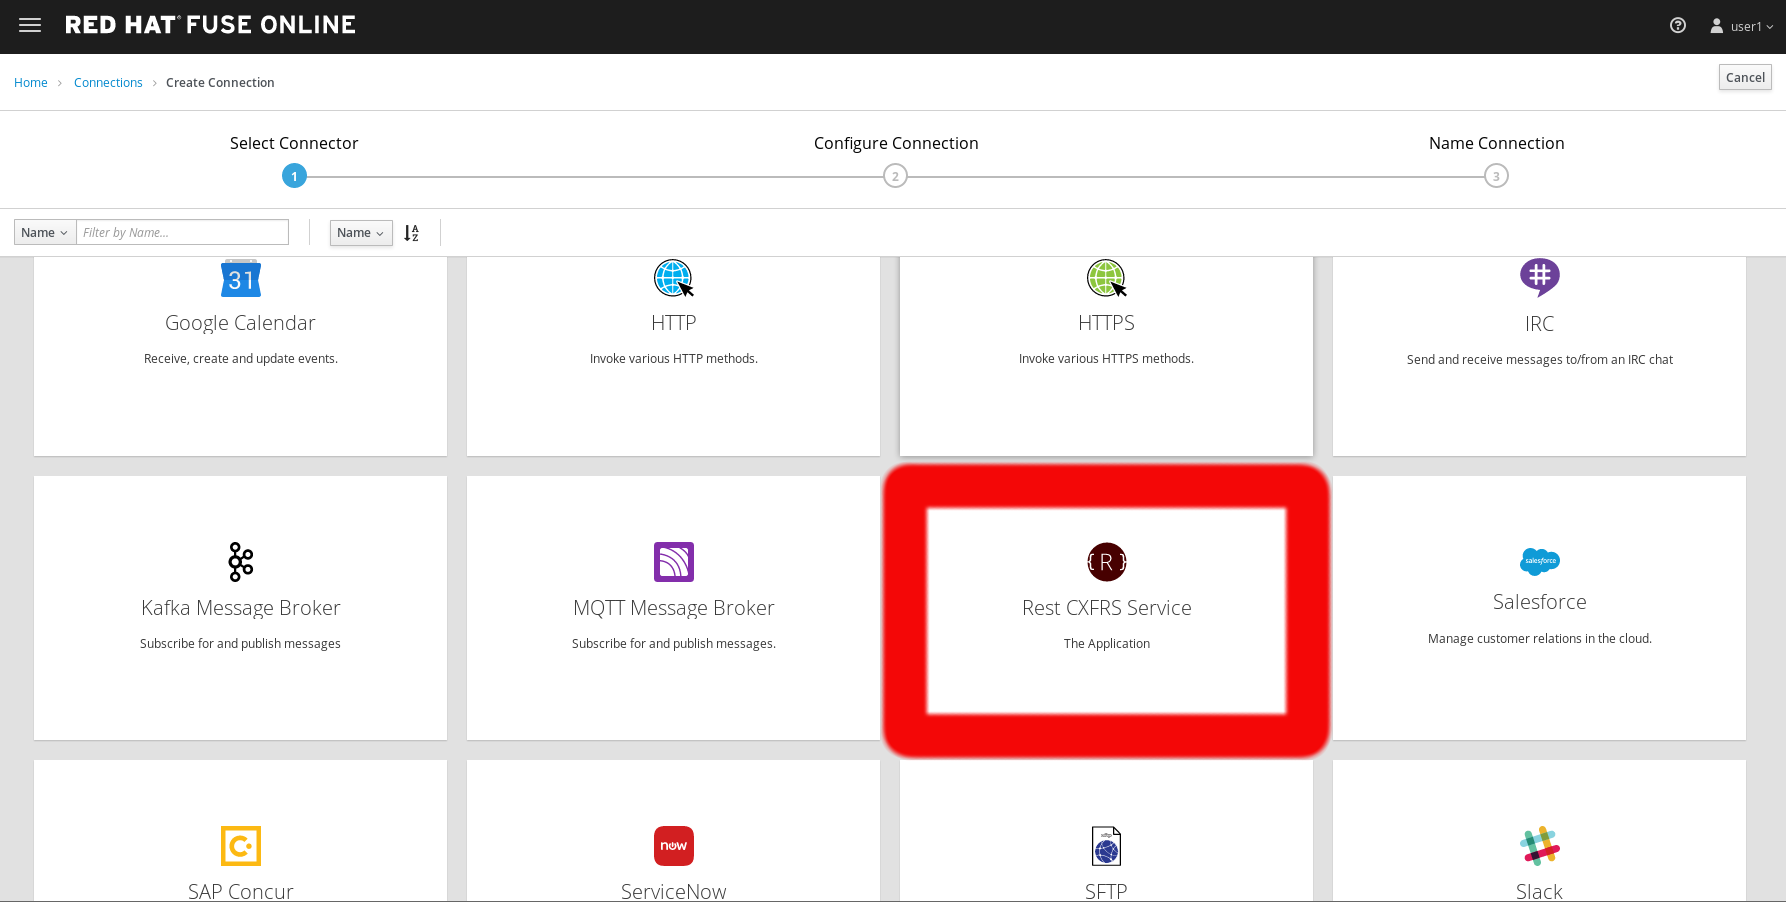 RED HAT® FUSE ONLINE
user1
Home
Connections
Create Connection
Cancel
Select Connector
Configure Connection
Name Connection
1
2
3
Name
Filter by Name...
Name
A
Z
31
Google Calendar
Receive, create and update events.
HTTP
Invoke various HTTP methods.
HTTPS
Invoke various HTTPS methods.
#
IRC
Send and receive messages to/from an IRC chat
Kafka Message Broker
Subscribe for and publish messages
MQTT Message Broker
Subscribe for and publish messages.
{R}
Rest CXFRS Service
The Application
salesforce
Salesforce
Manage customer relations in the cloud.
C
SAP Concur
now
ServiceNow
SFTP
Slack